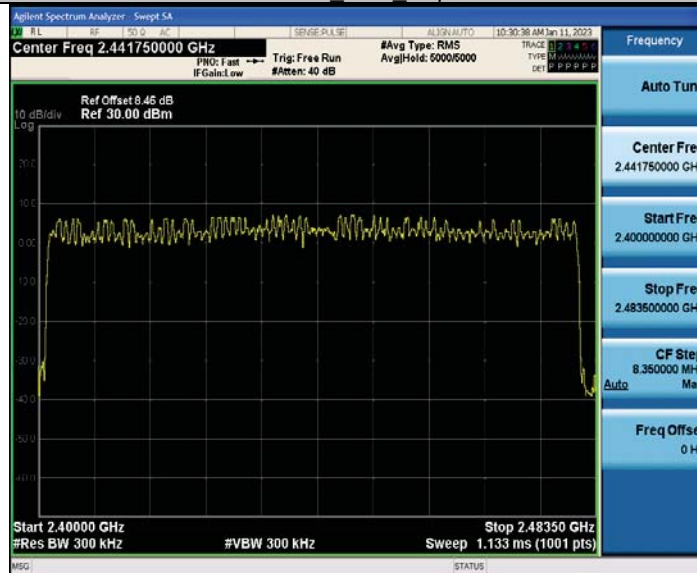 Agilent Spectrum Analyzer - Swept SA
RL RF 50 Ω AC SENSE:PULSE ALIGN AUTO 10:30:38 AM Jan 11, 2023
Center Freq 2.441750000 GHz
PNO: Fast
IFGain:Low
Trig: Free Run
#Atten: 40 dB
#Avg Type: RMS
Avg|Hold: 5000/5000
TRACE 1 2 3 4 5 6
TYPE M
DET P P P P P P
Ref Offset 8.46 dB
10 dB/div Ref 30.00 dBm
Log
20.0
10.0
0.00
-10.0
-20.0
-30.0
-40.0
-50.0
-60.0
Start 2.40000 GHz Stop 2.48350 GHz
#Res BW 300 kHz #VBW 300 kHz Sweep 1.133 ms (1001 pts)
MSG STATUS
Frequency
Auto Tun
Center Fre
2.441750000 GH
Start Fre
2.400000000 GH
Stop Fre
2.483500000 GH
CF Ste
8.350000 MH
Auto Ma
Freq Offse
0 H